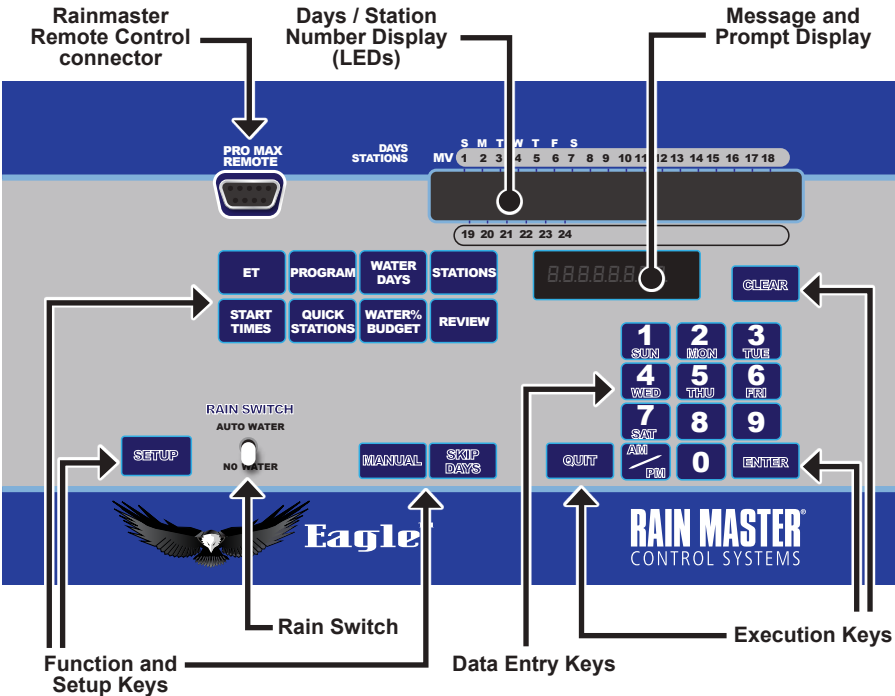 Rainmaster
Remote Control
connector
Days / Station
Number Display
(LEDs)
Message and
Prompt Display
PRO MAX
REMOTE
DAYS
STATIONS
S M T W T F S
MV 1 2 3 4 5 6 7 8 9 10 11 12 13 14 15 16 17 18
19 20 21 22 23 24
ET
PROGRAM
WATER
DAYS
STATIONS
START
TIMES
QUICK
STATIONS
WATER%
BUDGET
REVIEW
CLEAR
1
SUN
2
MON
3
TUE
4
WED
5
THU
6
FRI
7
SAT
8
9
AM
PM
0
ENTER
QUIT
RAIN SWITCH
AUTO WATER
NO WATER
SETUP
MANUAL
SKIP
DAYS
Eagle
RAIN MASTER®
CONTROL SYSTEMS
Rain Switch
Function and
Setup Keys
Data Entry Keys
Execution Keys